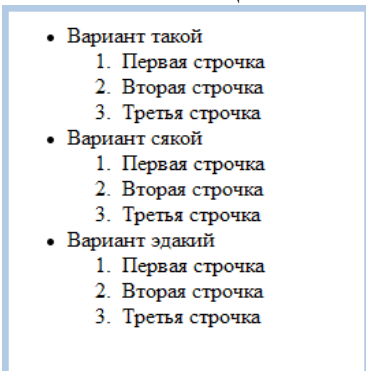 • Вариант такой
1. Первая строчка
2. Вторая строчка
3. Третья строчка
• Вариант сякой
1. Первая строчка
2. Вторая строчка
3. Третья строчка
• Вариант эдакий
1. Первая строчка
2. Вторая строчка
3. Третья строчка